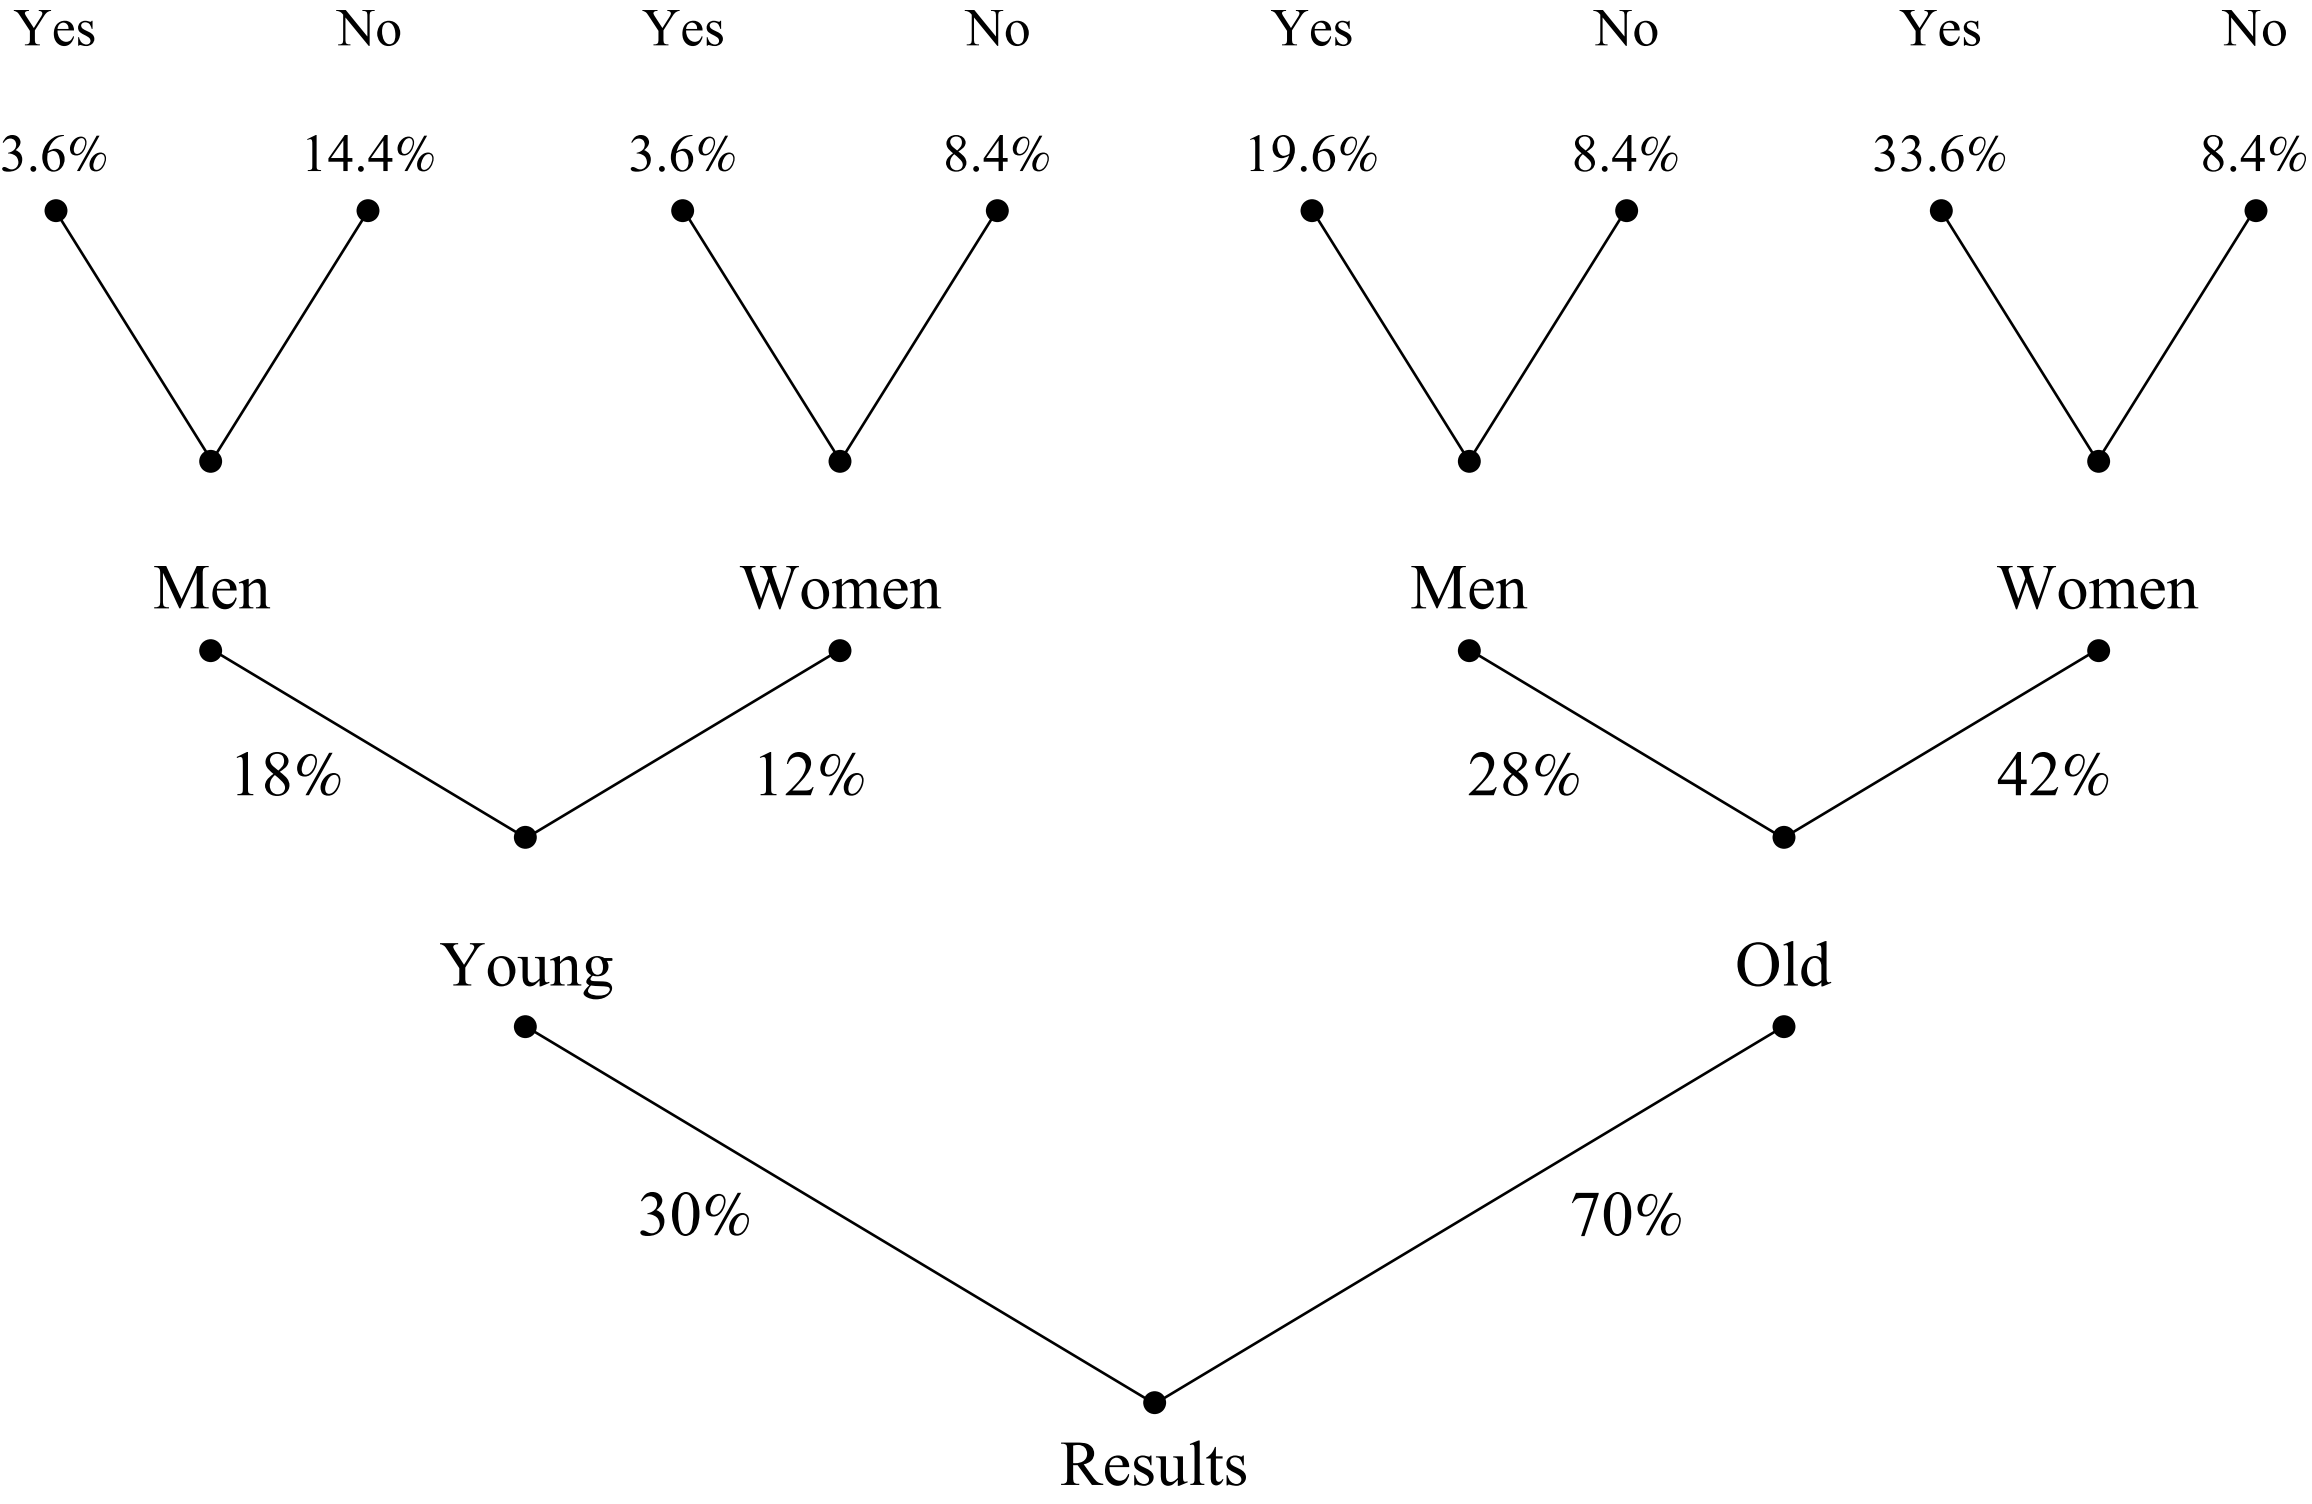 Yes No Yes No Yes No Yes No
3.6% 14.4% 3.6% 8.4% 19.6% 8.4% 33.6% 8.4%
Men Women Men Women
18% 12% 28% 42%
Young Old
30% 70%
Results